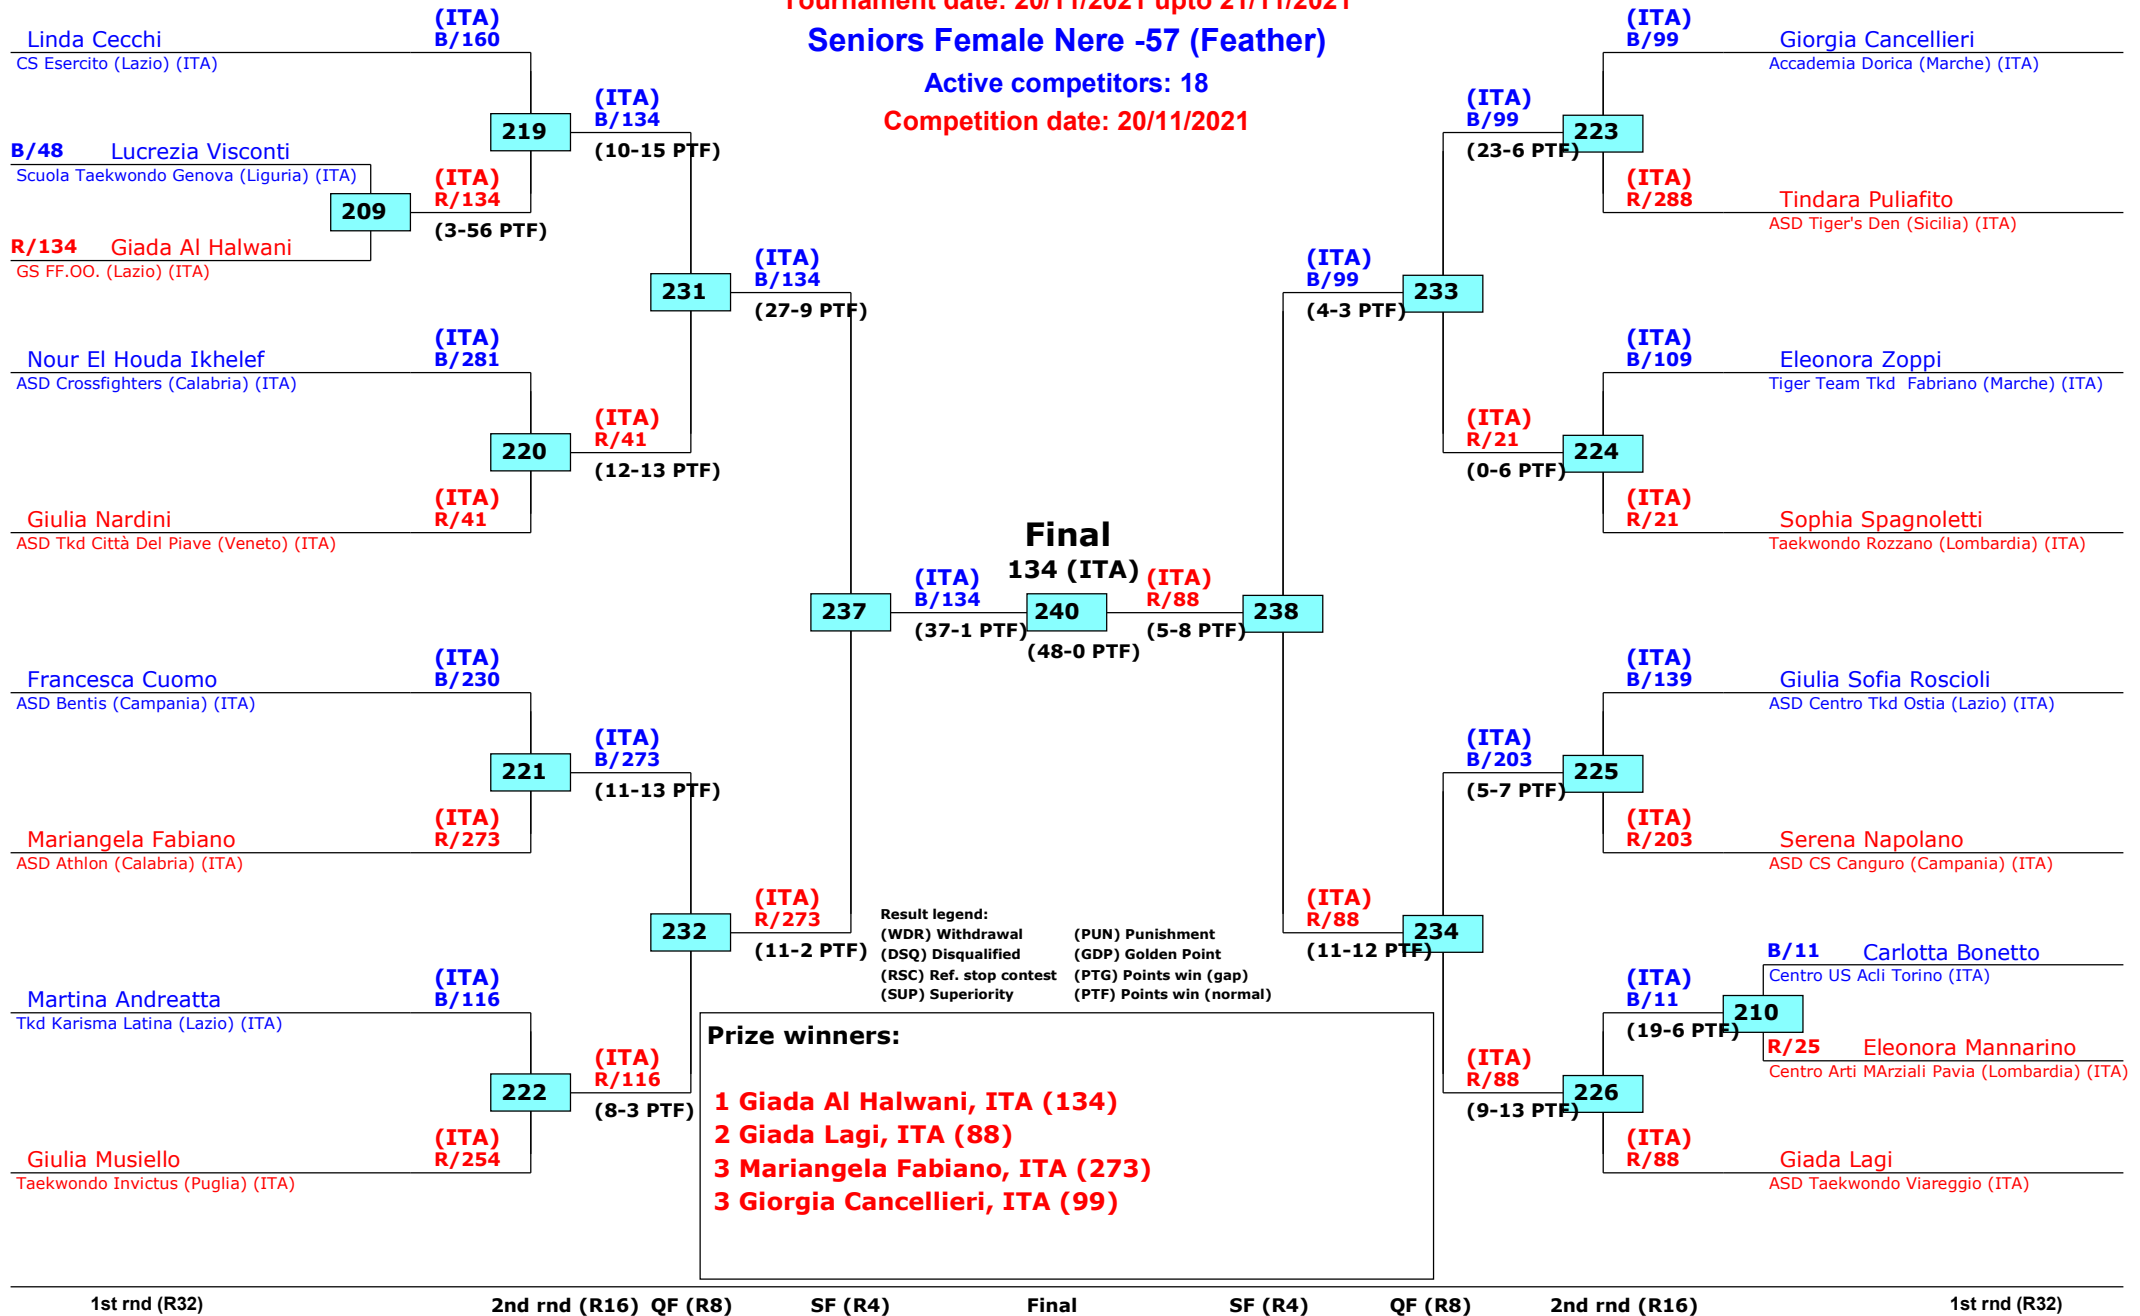 Tournament date: 20/11/2021 upto 21/11/2021
Seniors Female Nere -57 (Feather)
Active competitors: 18
Competition date: 20/11/2021
Linda Cecchi
CS Esercito (Lazio) (ITA)
(ITA)
B/160
219
(ITA)
B/134
(10-15 PTF)
B/48 Lucrezia Visconti
Scuola Taekwondo Genova (Liguria) (ITA)
209
(ITA)
R/134
(3-56 PTF)
R/134 Giada Al Halwani
GS FF.OO. (Lazio) (ITA)
231
(ITA)
B/134
(27-9 PTF)
Nour El Houda Ikhelef
ASD Crossfighters (Calabria) (ITA)
(ITA)
B/281
220
(ITA)
R/41
(12-13 PTF)
Giulia Nardini
ASD Tkd Città Del Piave (Veneto) (ITA)
(ITA)
R/41
237
(ITA)
B/134
(37-1 PTF)
Final
134 (ITA)
240
(48-0 PTF)
(ITA)
R/88
(5-8 PTF)
238
Francesca Cuomo
ASD Bentis (Campania) (ITA)
(ITA)
B/230
221
(ITA)
B/273
(11-13 PTF)
Mariangela Fabiano
ASD Athlon (Calabria) (ITA)
(ITA)
R/273
232
(ITA)
R/273
(11-2 PTF)
Martina Andreatta
Tkd Karisma Latina (Lazio) (ITA)
(ITA)
B/116
222
(ITA)
R/116
(8-3 PTF)
Giulia Musiello
Taekwondo Invictus (Puglia) (ITA)
(ITA)
R/254
(ITA)
B/99
Giorgia Cancellieri
Accademia Dorica (Marche) (ITA)
(ITA)
B/99
(23-6 PTF)
223
(ITA)
R/288
Tindara Puliafito
ASD Tiger's Den (Sicilia) (ITA)
(ITA)
B/99
(4-3 PTF)
233
(ITA)
B/109
Eleonora Zoppi
Tiger Team Tkd  Fabriano (Marche) (ITA)
(ITA)
R/21
(0-6 PTF)
224
(ITA)
R/21
Sophia Spagnoletti
Taekwondo Rozzano (Lombardia) (ITA)
(ITA)
B/139
Giulia Sofia Roscioli
ASD Centro Tkd Ostia (Lazio) (ITA)
(ITA)
B/203
(5-7 PTF)
225
(ITA)
R/203
Serena Napolano
ASD CS Canguro (Campania) (ITA)
(ITA)
R/88
(11-12 PTF)
234
B/11 Carlotta Bonetto
Centro US Acli Torino (ITA)
(ITA)
B/11
(19-6 PTF)
210
R/25 Eleonora Mannarino
Centro Arti MArziali Pavia (Lombardia) (ITA)
(ITA)
R/88
(9-13 PTF)
226
(ITA)
R/88
Giada Lagi
ASD Taekwondo Viareggio (ITA)
Result legend:
(WDR) Withdrawal (PUN) Punishment
(DSQ) Disqualified (GDP) Golden Point
(RSC) Ref. stop contest (PTG) Points win (gap)
(SUP) Superiority (PTF) Points win (normal)
Prize winners:
1 Giada Al Halwani, ITA (134)
2 Giada Lagi, ITA (88)
3 Mariangela Fabiano, ITA (273)
3 Giorgia Cancellieri, ITA (99)
1st rnd (R32) 2nd rnd (R16) QF (R8) SF (R4) Final SF (R4) QF (R8) 2nd rnd (R16) 1st rnd (R32)